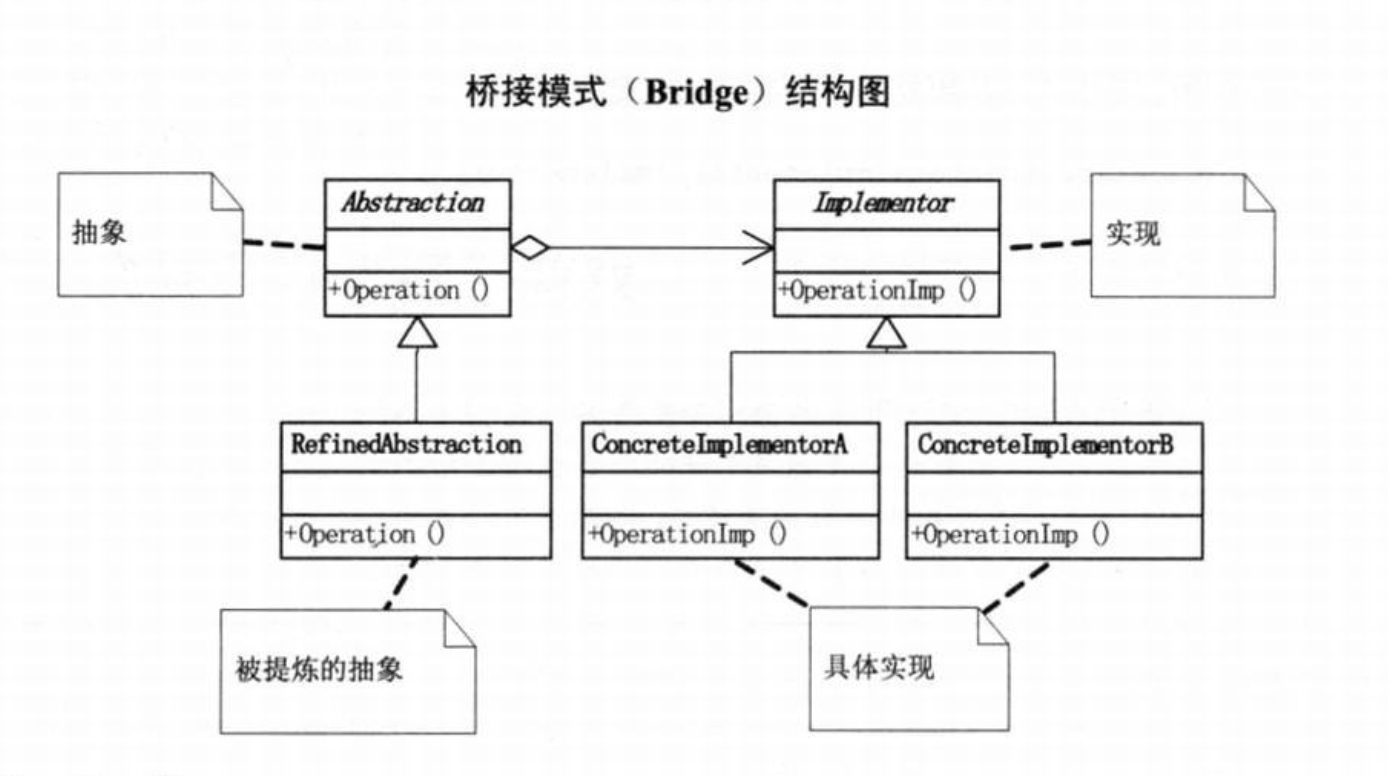 桥接模式（Bridge）结构图
抽象
Abstraction
+Operation ()
Implementor
+OperationImp ()
实现
RefinedAbstraction
+Operation ()
ConcreteImplementorA
+OperationImp ()
ConcreteImplementorB
+OperationImp ()
被提炼的抽象
具体实现